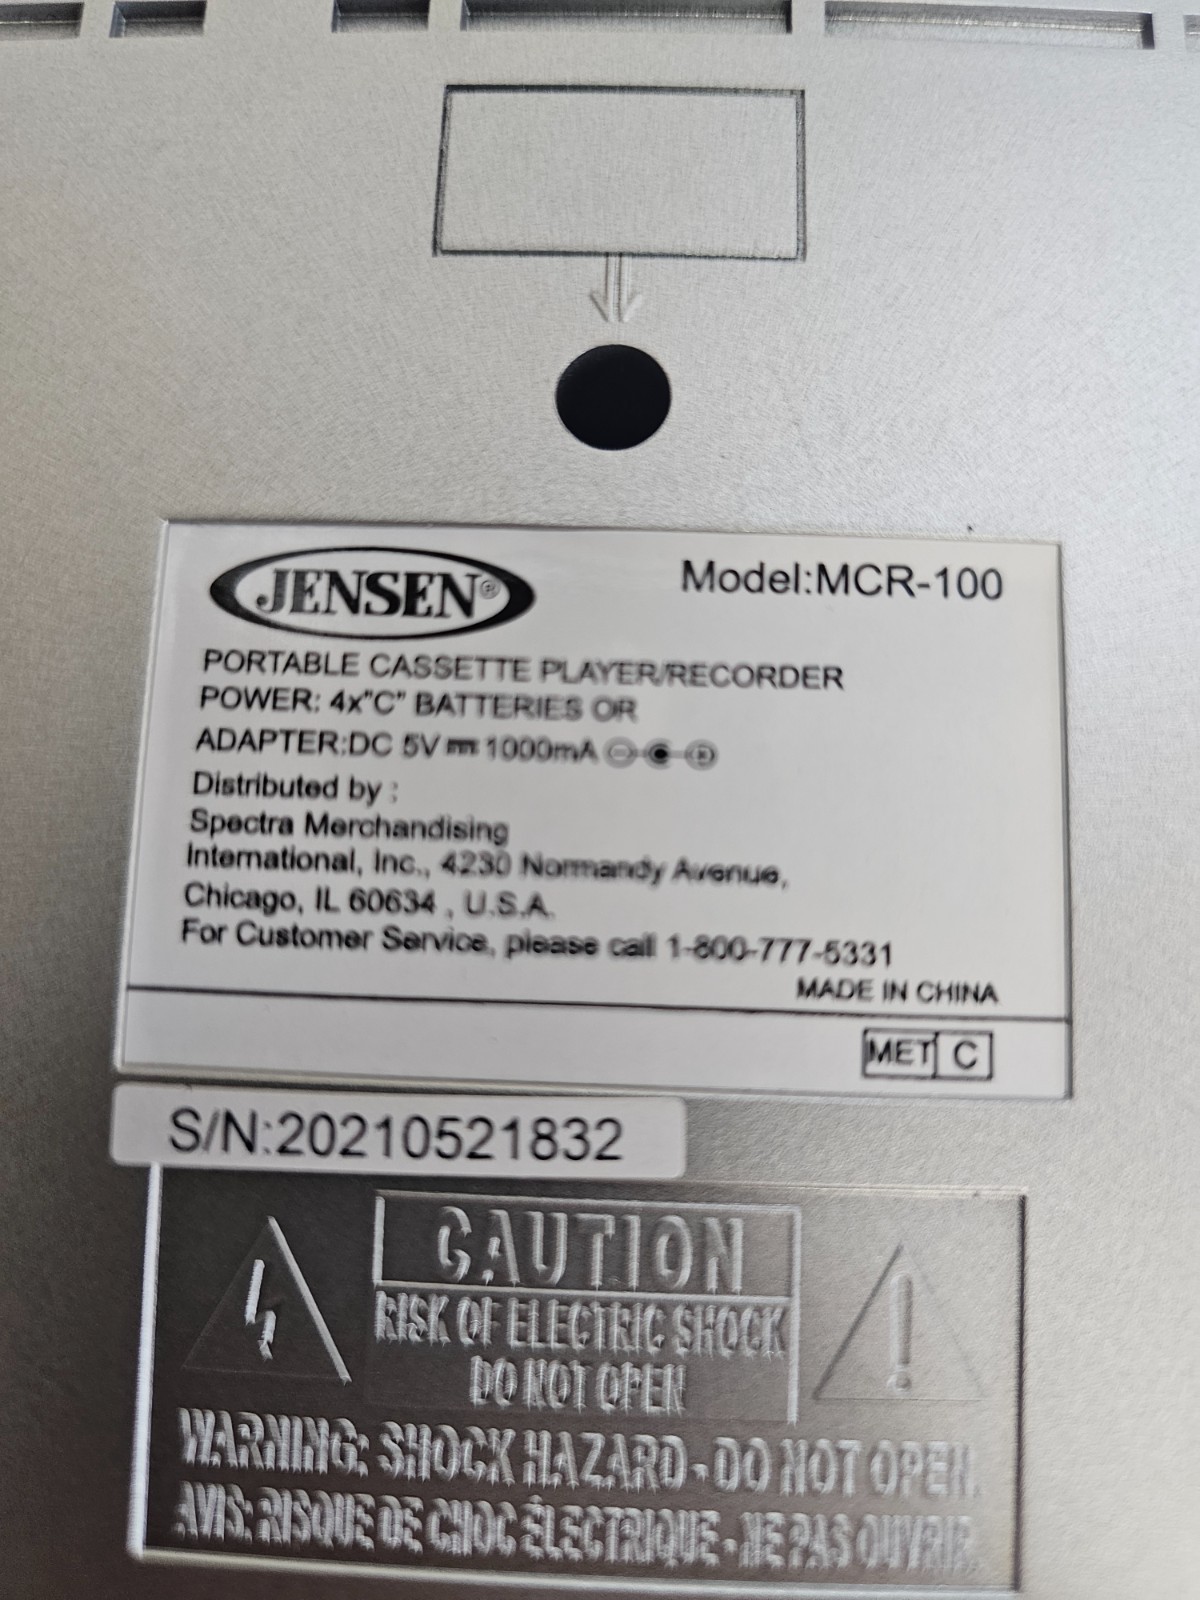 JENSEN®
Model:MCR-100
PORTABLE CASSETTE PLAYER/RECORDER
POWER: 4x"C" BATTERIES OR
ADAPTER:DC 5V ⎓ 1000mA
Distributed by :
Spectra Merchandising
International, Inc., 4230 Normandy Avenue,
Chicago, IL 60634 , U.S.A.
For Customer Service, please call 1-800-777-5331
MADE IN CHINA
MET C
S/N:20210521832
CAUTION
RISK OF ELECTRIC SHOCK
DO NOT OPEN
WARNING: SHOCK HAZARD - DO NOT OPEN.
AVIS: RISQUE DE CHOC ÉLECTRIQUE - NE PAS OUVRIR.